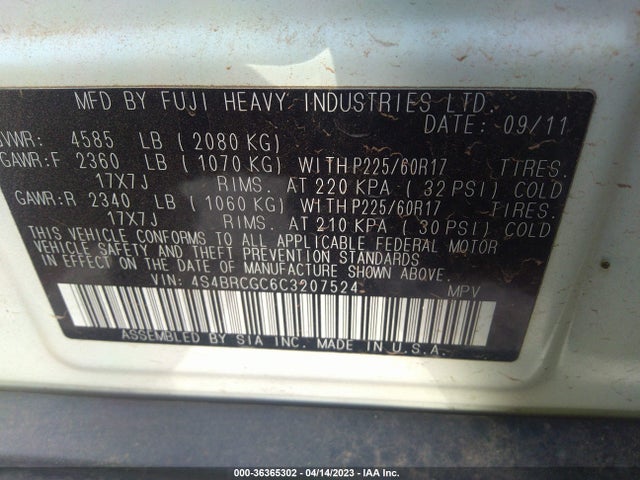 MFD BY FUJI HEAVY INDUSTRIES LTD.
DATE: 09/11
GVWR: 4585 LB ( 2080 KG)
GAWR:F 2360 LB ( 1070 KG) WITH P225/60R17 TIRES.
17X7J RIMS. AT 220 KPA ( 32 PSI) COLD
GAWR:R 2340 LB ( 1060 KG) WITH P225/60R17 TIRES.
17X7J RIMS. AT 210 KPA ( 30 PSI) COLD
THIS VEHICLE CONFORMS TO ALL APPLICABLE FEDERAL MOTOR
VEHICLE SAFETY AND THEFT PREVENTION STANDARDS
IN EFFECT ON THE DATE OF MANUFACTURE SHOWN ABOVE.
VIN: 4S4BRCGC6C3207524 MPV
ASSEMBLED BY SIA INC. MADE IN U.S.A.
000-36365302 - 04/14/2023 - IAA Inc.